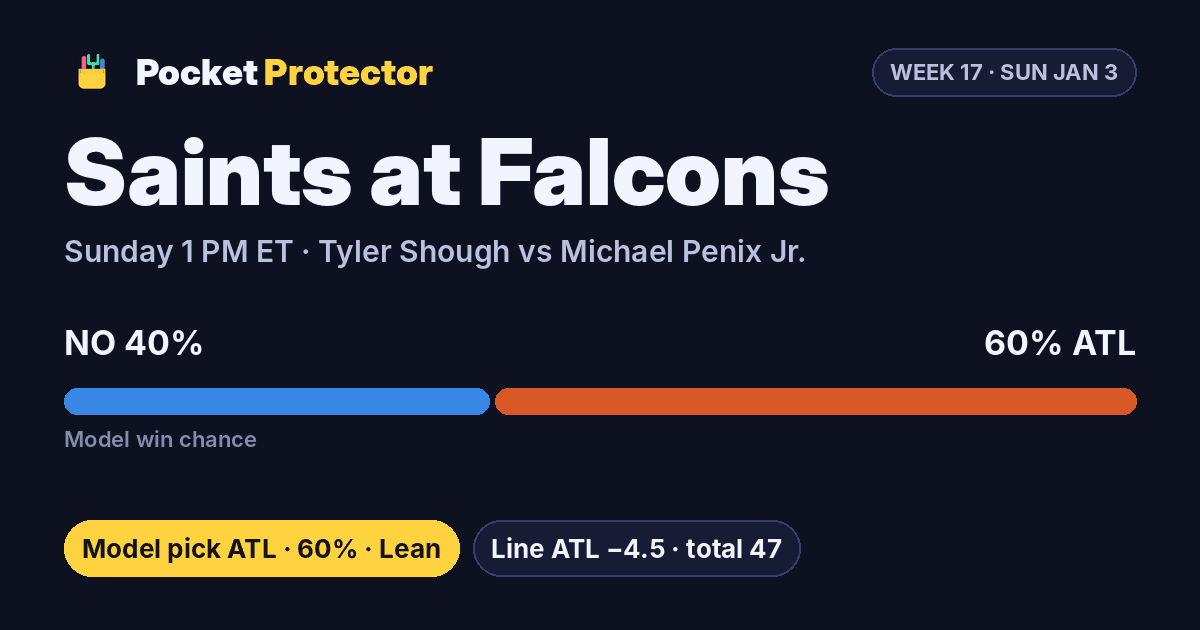 Pocket Protector
WEEK 17 · SUN JAN 3
Saints at Falcons
Sunday 1 PM ET · Tyler Shough vs Michael Penix Jr.
NO 40%
60% ATL
Model win chance
Model pick ATL · 60% · Lean
Line ATL −4.5 · total 47